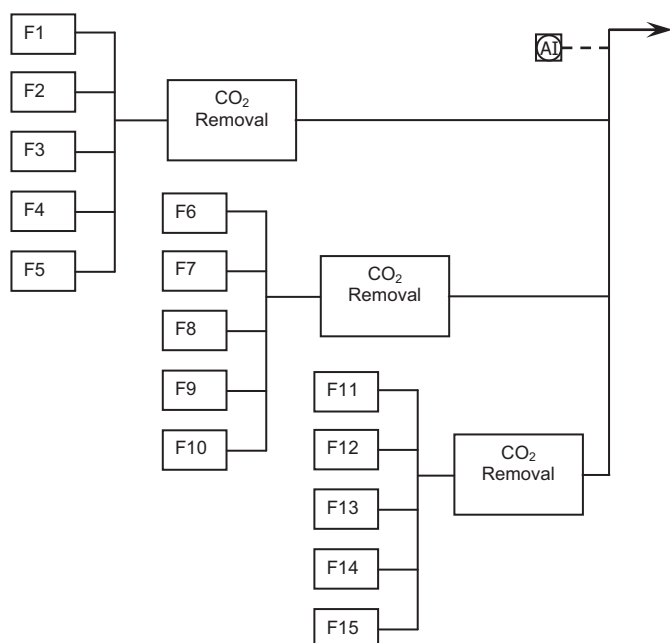 F1
F2
F3
F4
F5
CO₂
Removal
AI
F6
F7
F8
F9
F10
CO₂
Removal
F11
F12
F13
F14
F15
CO₂
Removal